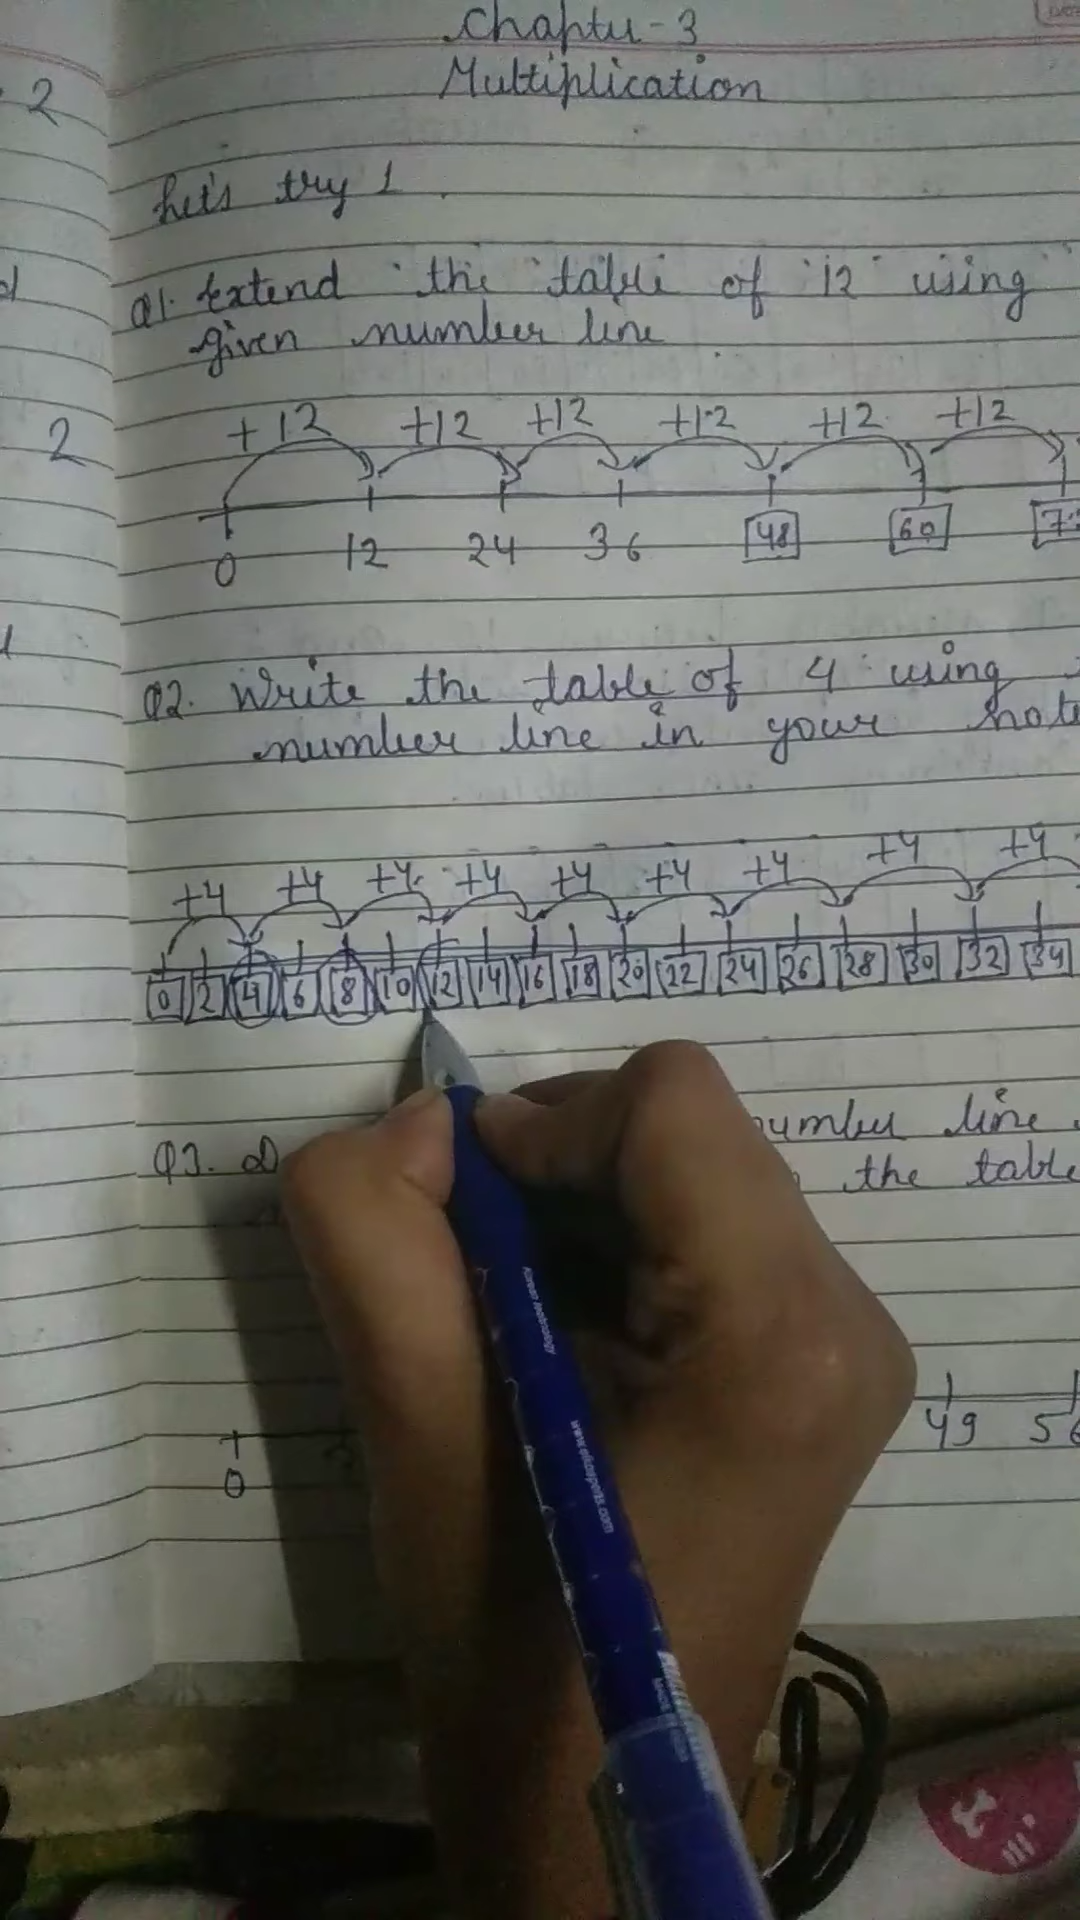 Chapter-3
Multiplication
2
Let's try 1
Q1. Extend the table of 12 using
given number line
+12 +12 +12 +12 +12 +12
0 12 24 36 48 60
2
Q2. Write the table of 4 using
number line in your
+4 +4 +4 +4 +4 +4 +4 +4 +4
0 2 4 6 8 10 12 14 16 18 20 22 24 26 28 30 32 34
Q3. number line
the table
0 49 56